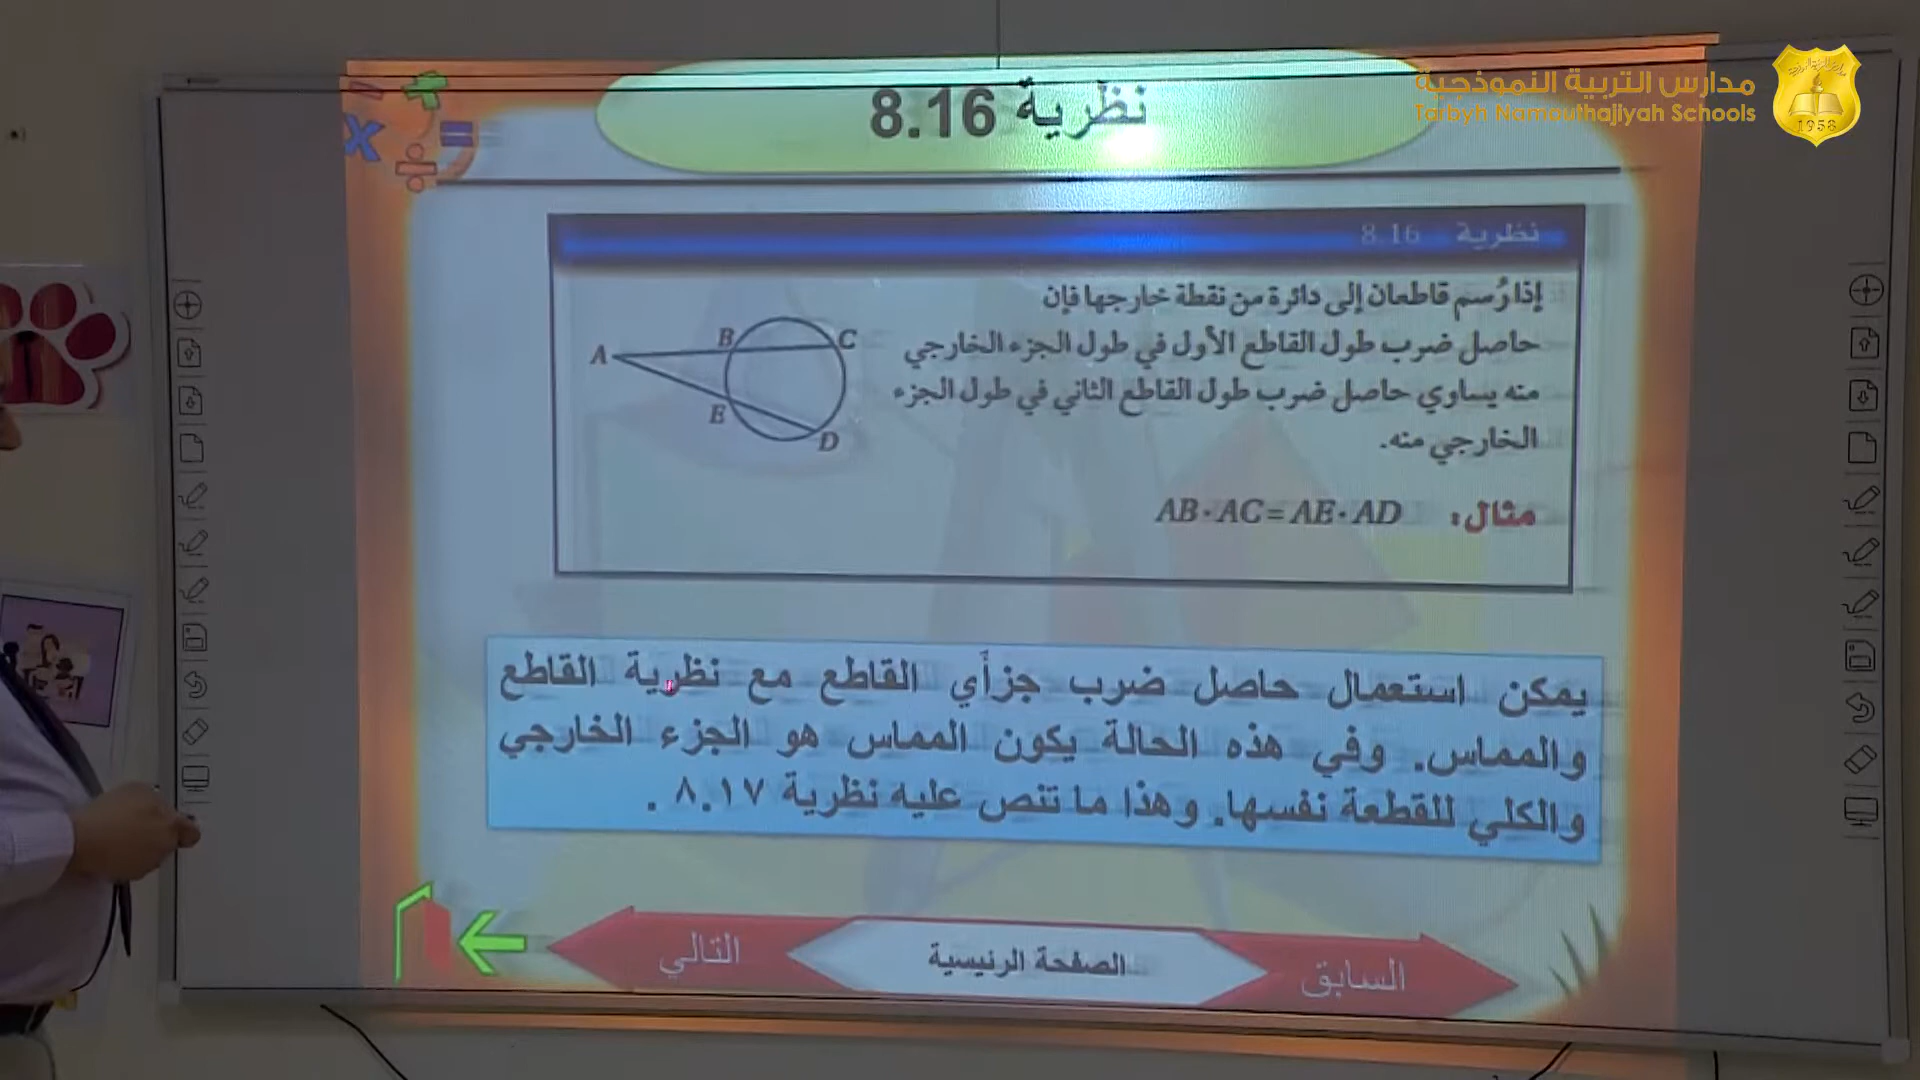 مدارس التربية النموذجية
Tarbyh Namouthajiyah Schools
1958
نظرية 8.16
نظرية 8.16
إذا رُسم قاطعان إلى دائرة من نقطة خارجها فإن
حاصل ضرب طول القاطع الأول في طول الجزء الخارجي
منه يساوي حاصل ضرب طول القاطع الثاني في طول الجزء
الخارجي منه.
مثال: AB · AC = AE · AD
A
B
C
E
D
يمكن استعمال حاصل ضرب جزأَي القاطع مع نظرية القاطع
والمماس. وفي هذه الحالة يكون المماس هو الجزء الخارجي
والكلي للقطعة نفسها. وهذا ما تنص عليه نظرية ٨.١٧ .
السابق
الصفحة الرئيسية
التالي